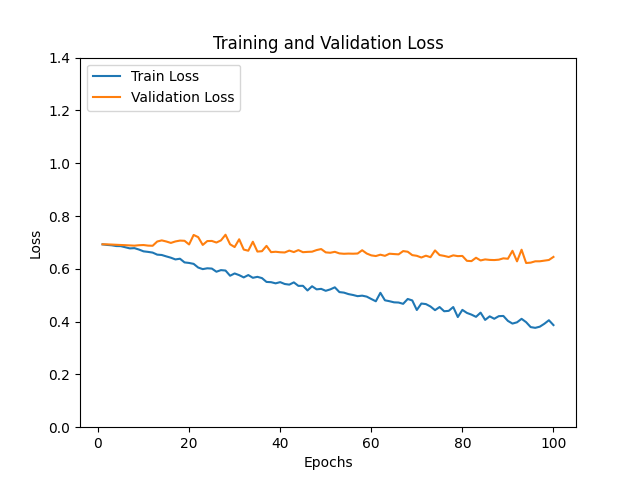 Training and Validation Loss
Train Loss
Validation Loss
Loss
1.4
1.2
1.0
0.8
0.6
0.4
0.2
0.0
0 20 40 60 80 100
Epochs